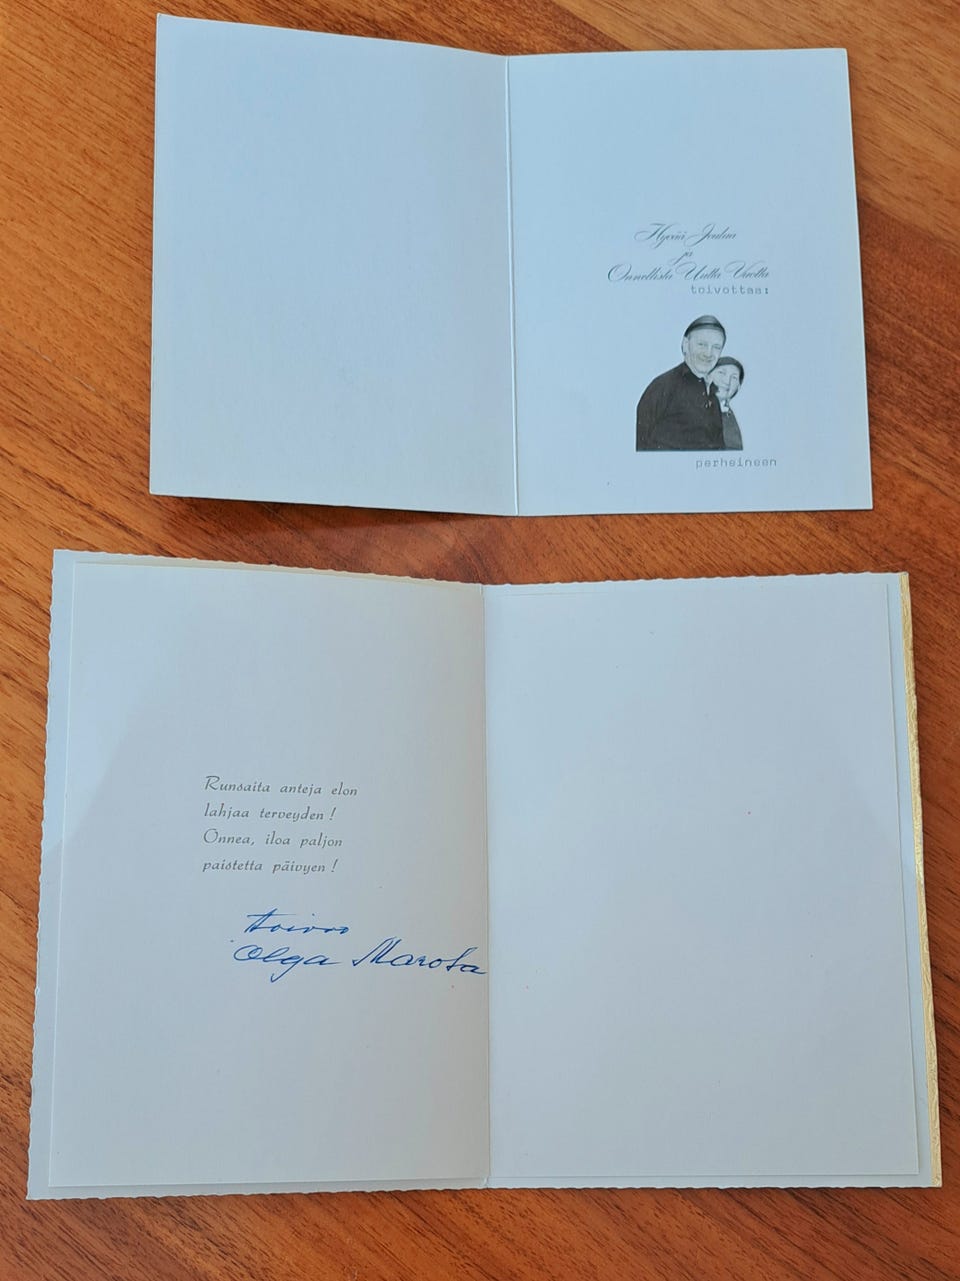 Hyvää Joulua
ja
Onnellista Uutta Vuotta
toivottaa:
perheineen
Runsaita anteja elon
lahjaa terveyden !
Onnea, iloa paljon
paistetta päivyen !
toivoo
Olga Marola